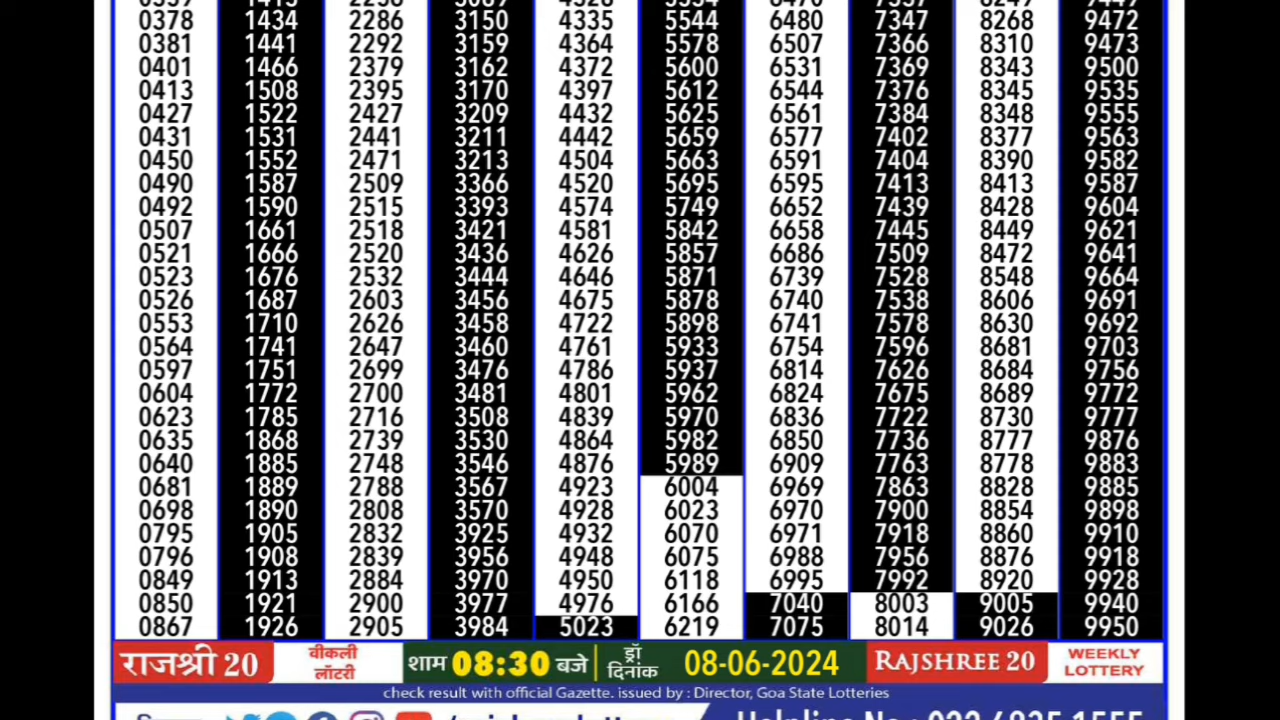 0378 1434 2286 3150 4335 5544 6480 7347 8268 9472
0381 1441 2292 3159 4364 5578 6507 7366 8310 9473
0401 1466 2379 3162 4372 5600 6531 7369 8343 9500
0413 1508 2395 3170 4397 5612 6544 7376 8345 9535
0427 1522 2427 3209 4432 5625 6561 7384 8348 9555
0431 1531 2441 3211 4442 5659 6577 7402 8377 9563
0450 1552 2471 3213 4504 5663 6591 7404 8390 9582
0490 1587 2509 3366 4520 5695 6595 7413 8413 9587
0492 1590 2515 3393 4574 5749 6652 7439 8428 9604
0507 1661 2518 3421 4581 5842 6658 7445 8449 9621
0521 1666 2520 3436 4626 5857 6686 7509 8472 9641
0523 1676 2532 3444 4646 5871 6739 7528 8548 9664
0526 1687 2603 3456 4675 5878 6740 7538 8606 9691
0553 1710 2626 3458 4722 5898 6741 7578 8630 9692
0564 1741 2647 3460 4761 5933 6754 7596 8681 9703
0597 1751 2699 3476 4786 5937 6814 7626 8684 9756
0604 1772 2700 3481 4801 5962 6824 7675 8689 9772
0623 1785 2716 3508 4839 5970 6836 7722 8730 9777
0635 1868 2739 3530 4864 5982 6850 7736 8777 9876
0640 1885 2748 3546 4876 5989 6909 7763 8778 9883
0681 1889 2788 3567 4923 6004 6969 7863 8828 9885
0698 1890 2808 3570 4928 6023 6970 7900 8854 9898
0795 1905 2832 3925 4932 6070 6971 7918 8860 9910
0796 1908 2839 3956 4948 6075 6988 7956 8876 9918
0849 1913 2884 3970 4950 6118 6995 7992 8920 9928
0850 1921 2900 3977 4976 6166 7040 8003 9005 9940
0867 1926 2905 3984 5023 6219 7075 8014 9026 9950
राजश्री 20 वीकली लॉटरी शाम 08:30 बजे ड्रॉ दिनांक 08-06-2024 RAJSHREE 20 WEEKLY LOTTERY
check result with official Gazette. issued by : Director, Goa State Lotteries